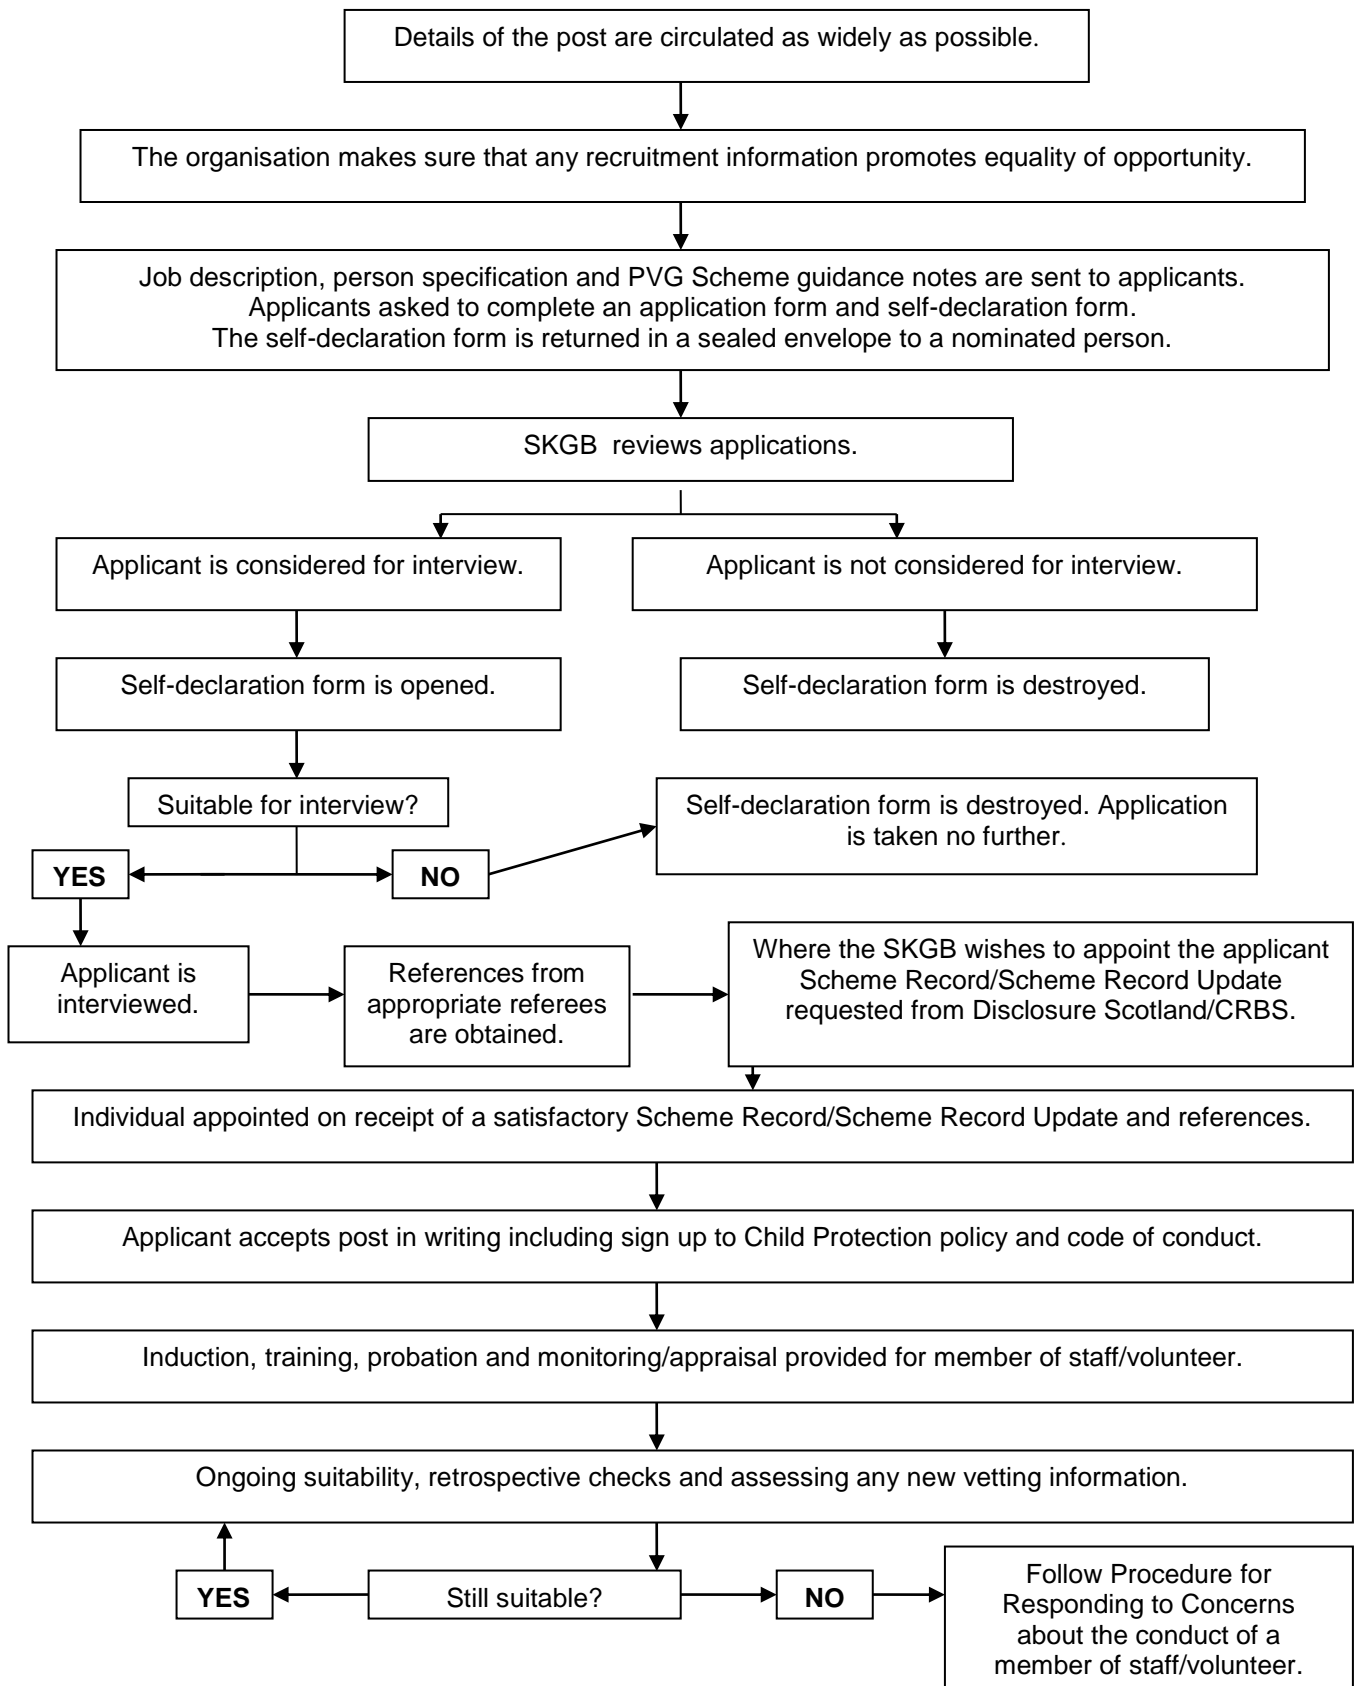 Details of the post are circulated as widely as possible.
The organisation makes sure that any recruitment information promotes equality of opportunity.
Job description, person specification and PVG Scheme guidance notes are sent to applicants.
Applicants asked to complete an application form and self-declaration form.
The self-declaration form is returned in a sealed envelope to a nominated person.
SKGB  reviews applications.
Applicant is considered for interview.
Applicant is not considered for interview.
Self-declaration form is opened.
Self-declaration form is destroyed.
Suitable for interview?
Self-declaration form is destroyed. Application
is taken no further.
YES
NO
Applicant is
interviewed.
References from
appropriate referees
are obtained.
Where the SKGB wishes to appoint the applicant
Scheme Record/Scheme Record Update
requested from Disclosure Scotland/CRBS.
Individual appointed on receipt of a satisfactory Scheme Record/Scheme Record Update and references.
Applicant accepts post in writing including sign up to Child Protection policy and code of conduct.
Induction, training, probation and monitoring/appraisal provided for member of staff/volunteer.
Ongoing suitability, retrospective checks and assessing any new vetting information.
YES
Still suitable?
NO
Follow Procedure for
Responding to Concerns
about the conduct of a
member of staff/volunteer.